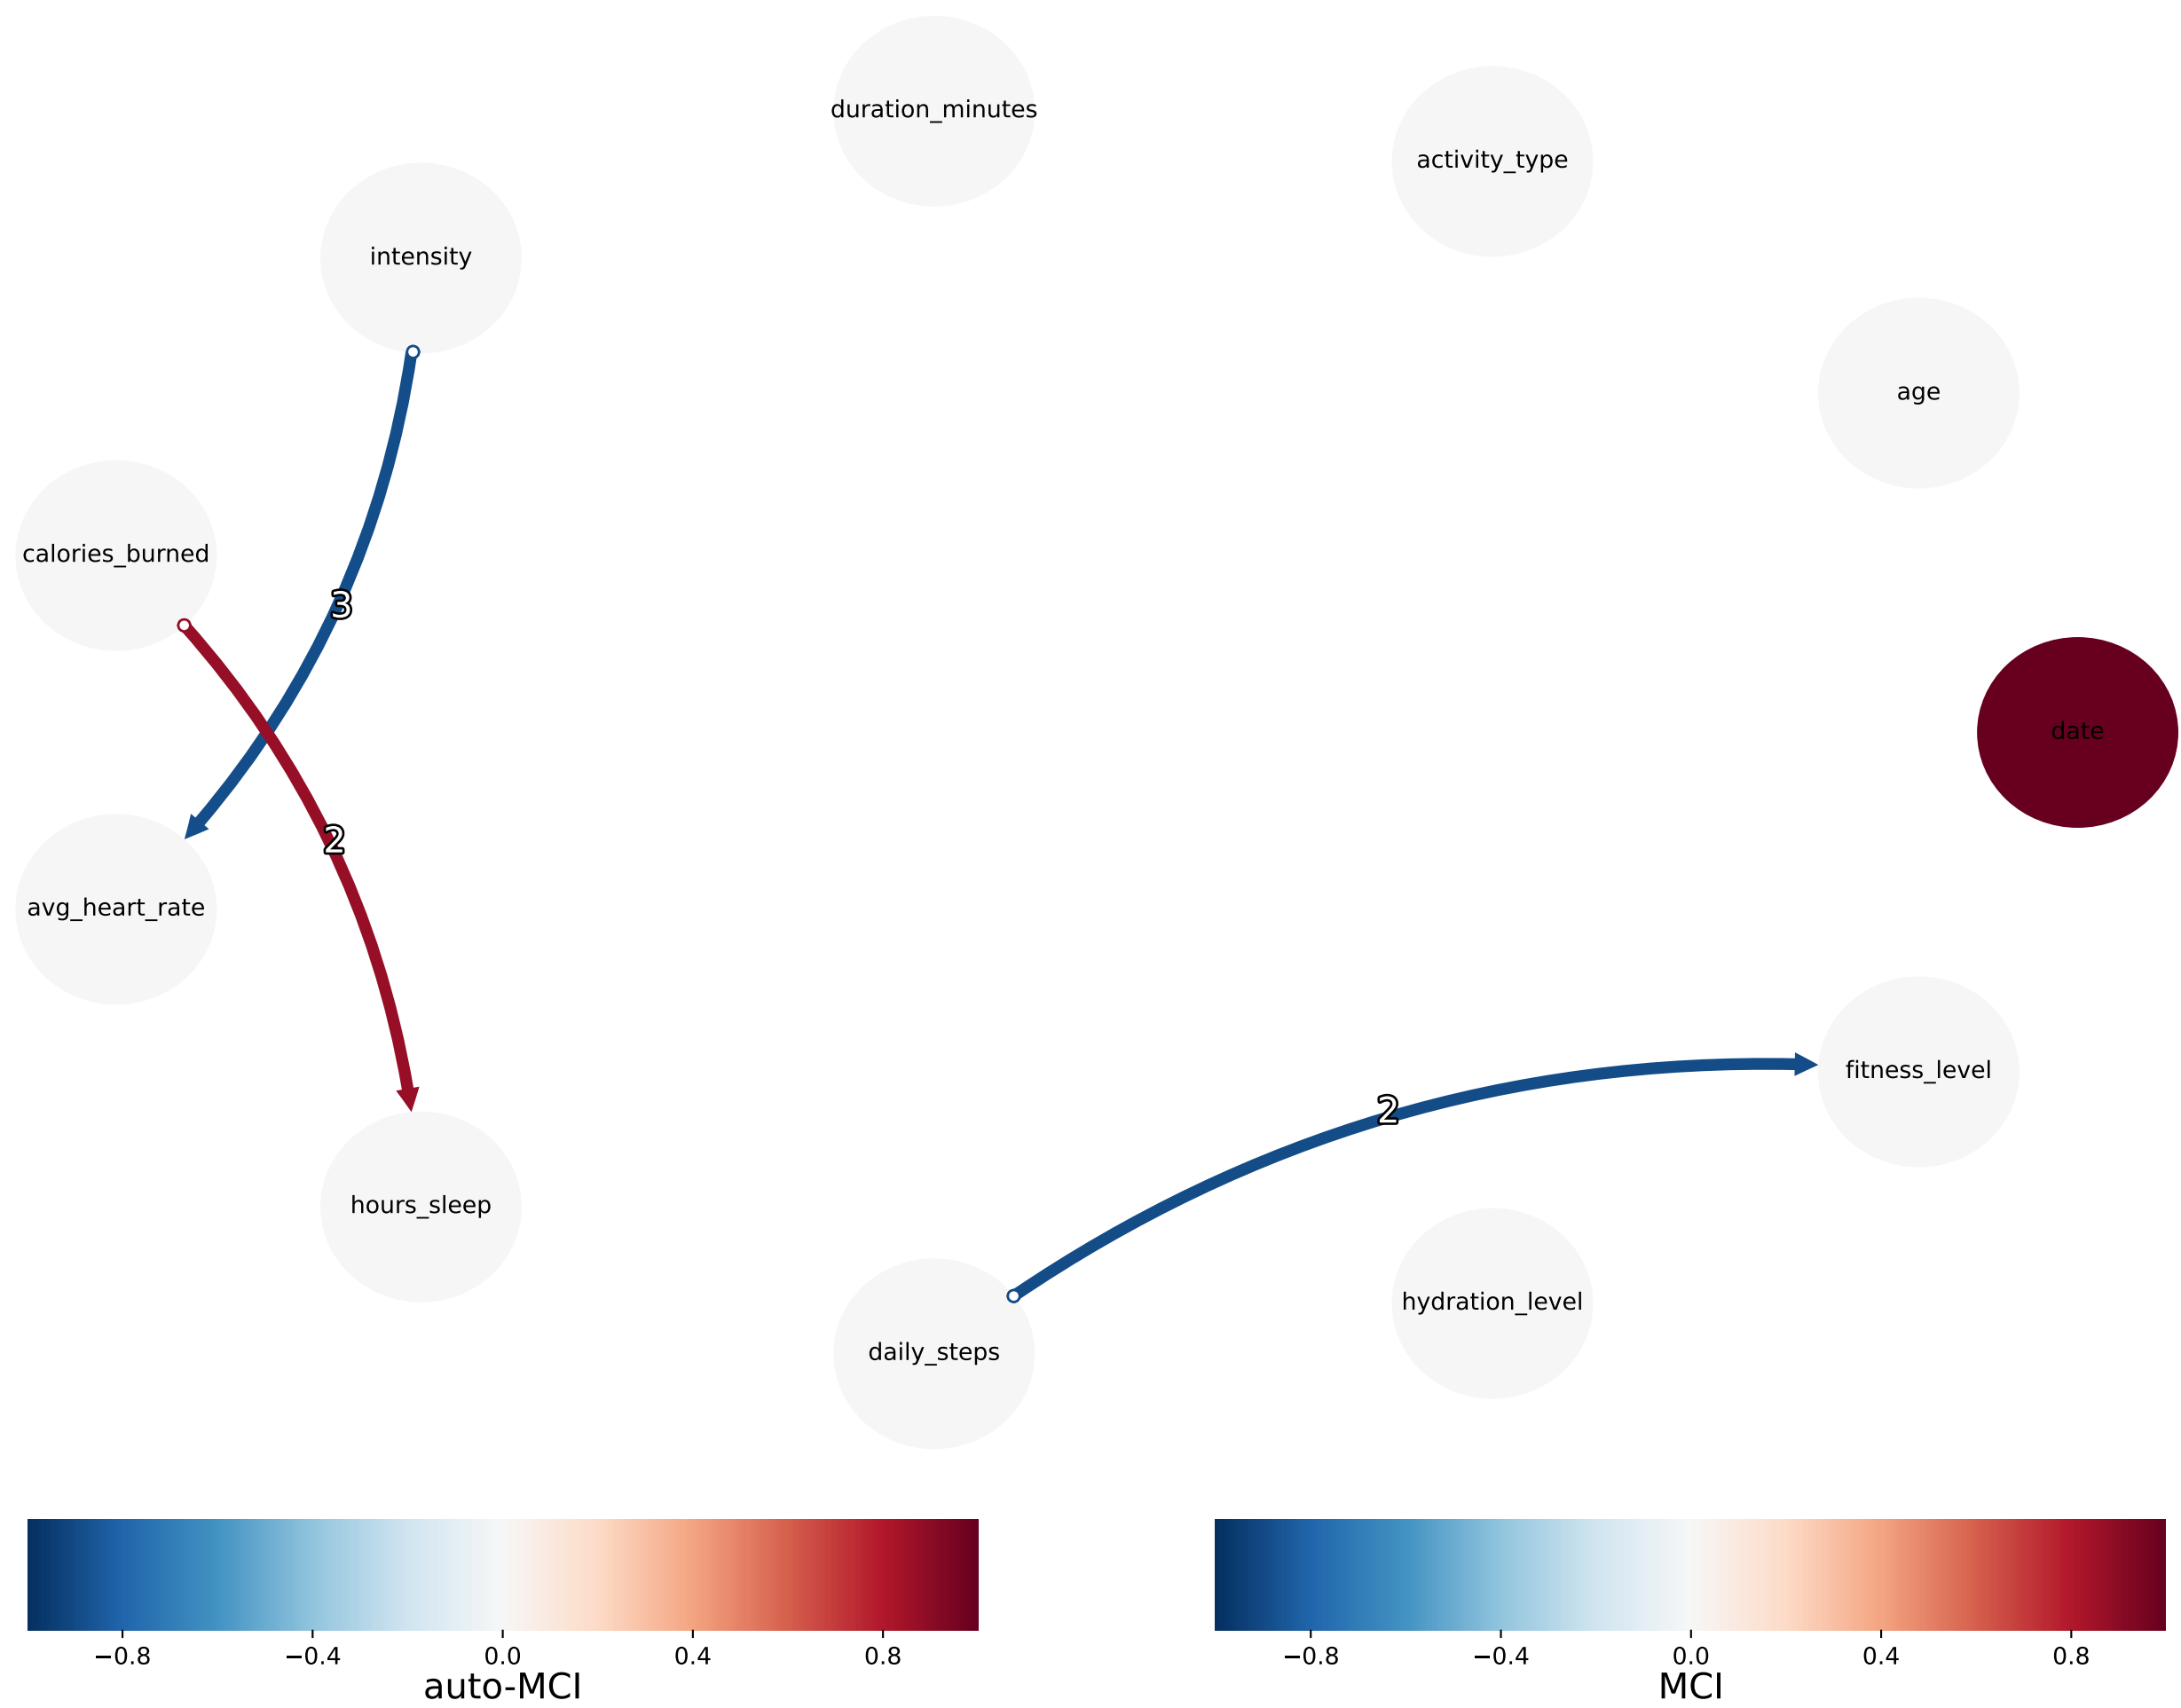 duration_minutes
activity_type
intensity
age
calories_burned
3
date
2
avg_heart_rate
fitness_level
2
hours_sleep
hydration_level
daily_steps
−0.8 −0.4 0.0 0.4 0.8
auto-MCI
−0.8 −0.4 0.0 0.4 0.8
MCI